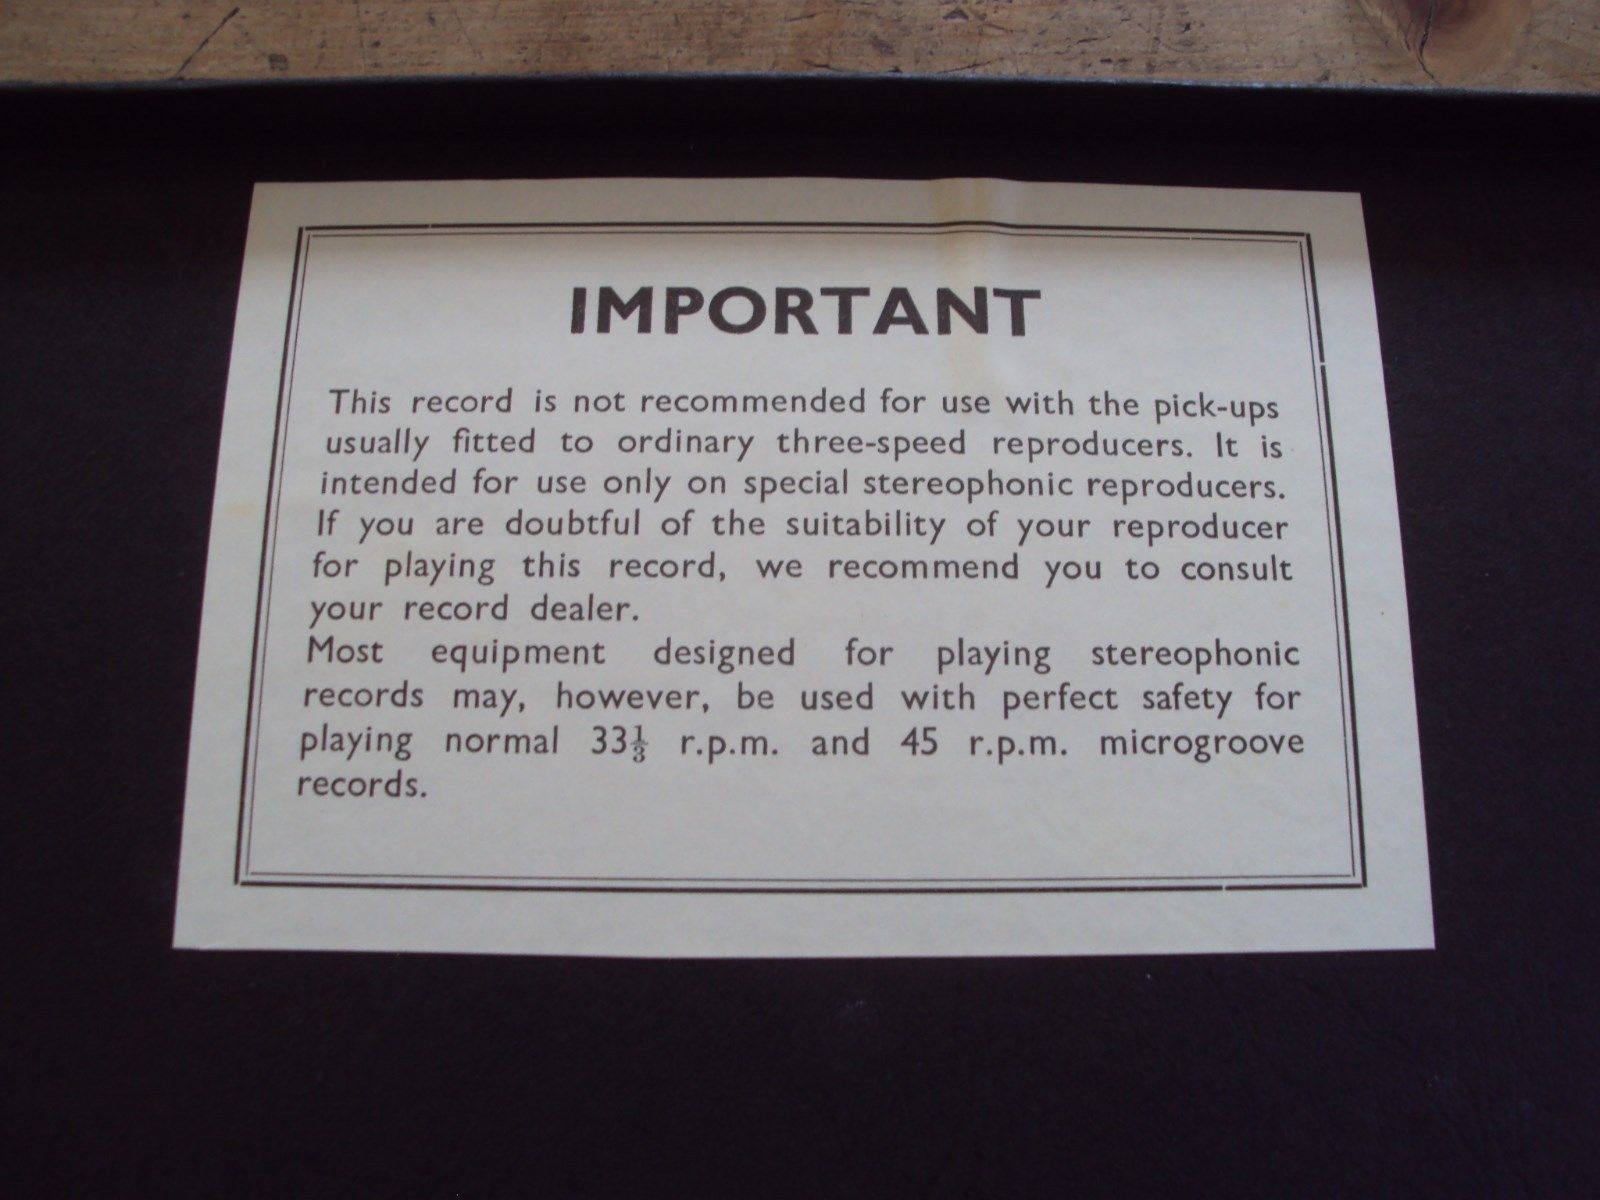 IMPORTANT
This record is not recommended for use with the pick-ups
usually fitted to ordinary three-speed reproducers. It is
intended for use only on special stereophonic reproducers.
If you are doubtful of the suitability of your reproducer
for playing this record, we recommend you to consult
your record dealer.
Most equipment designed for playing stereophonic
records may, however, be used with perfect safety for
playing normal 33⅓ r.p.m. and 45 r.p.m. microgroove
records.